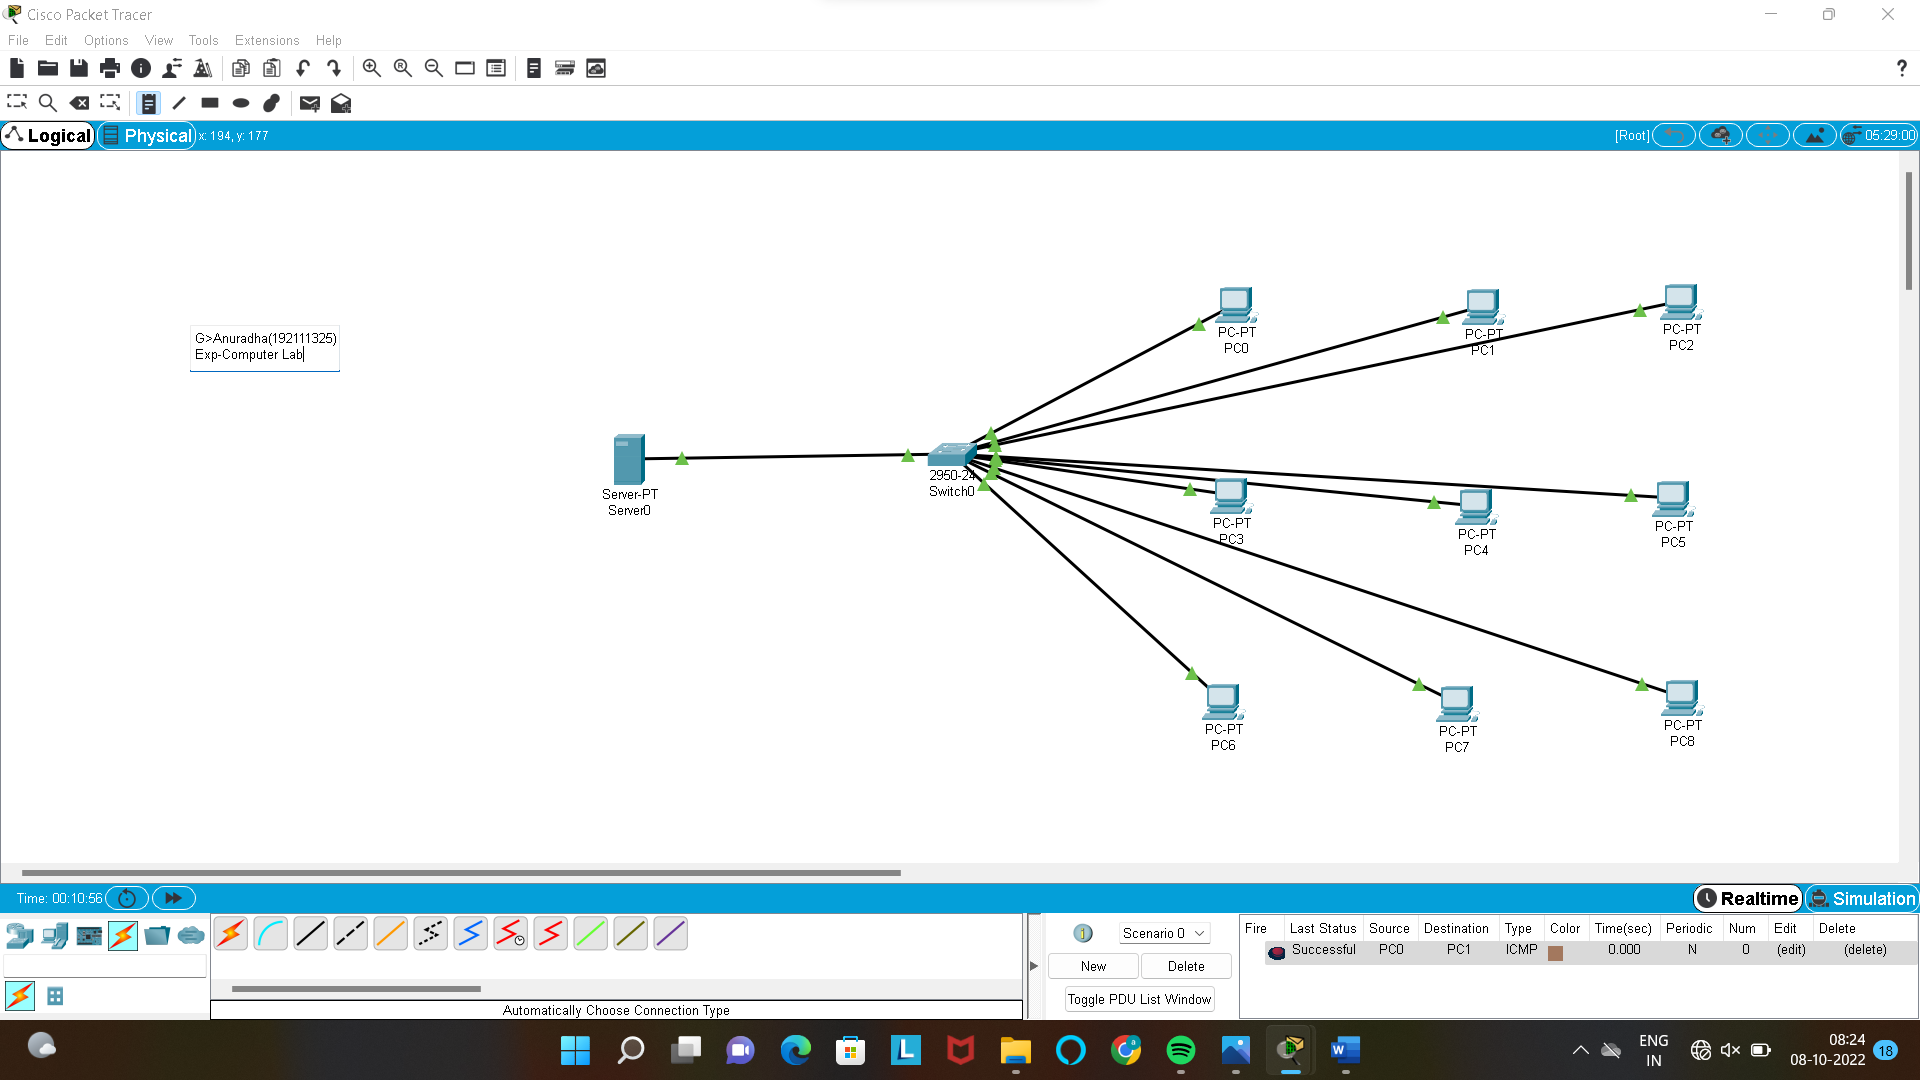 Cisco Packet Tracer
File Edit Options View Tools Extensions Help
?
Logical Physical x: 194, y: 177 [Root] 05:29:00
G>Anuradha(192111325)
Exp-Computer Lab
PC-PT
PC0
PC-PT
PC1
PC-PT
PC2
Server-PT
Server0
2950-24
Switch0
PC-PT
PC3
PC-PT
PC4
PC-PT
PC5
PC-PT
PC6
PC-PT
PC7
PC-PT
PC8
Time: 00:10:56 Realtime Simulation
Scenario 0
New Delete
Toggle PDU List Window
Fire Last Status Source Destination Type Color Time(sec) Periodic Num Edit Delete
Successful PC0 PC1 ICMP 0.000 N 0 (edit) (delete)
Automatically Choose Connection Type
ENG
IN
08:24
08-10-2022
18